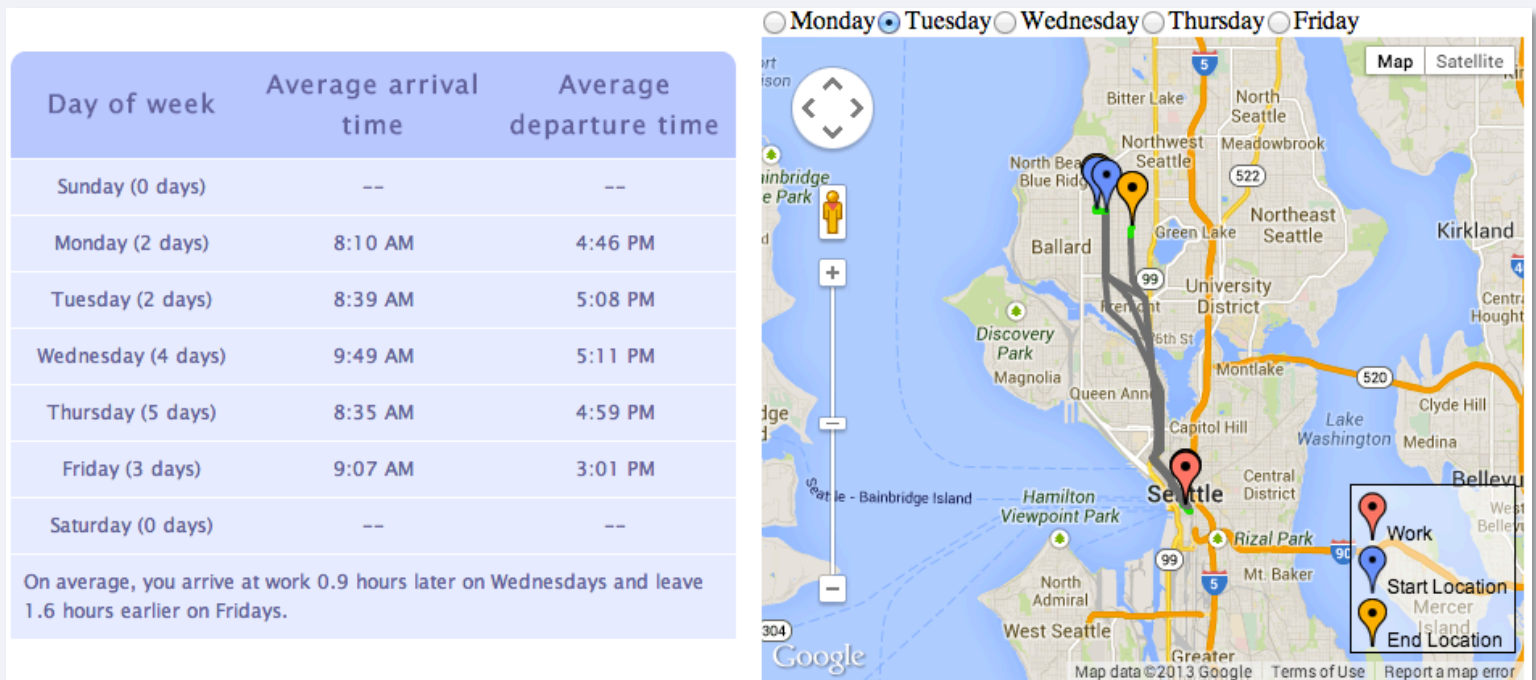 Monday Tuesday Wednesday Thursday Friday
Day of week
Average arrival
time
Average
departure time
Sunday (0 days) -- --
Monday (2 days) 8:10 AM 4:46 PM
Tuesday (2 days) 8:39 AM 5:08 PM
Wednesday (4 days) 9:49 AM 5:11 PM
Thursday (5 days) 8:35 AM 4:59 PM
Friday (3 days) 9:07 AM 3:01 PM
Saturday (0 days) -- --
On average, you arrive at work 0.9 hours later on Wednesdays and leave
1.6 hours earlier on Fridays.
Map Satellite
5
Bitter Lake
North
Seattle
Northwest
Seattle
Meadowbrook
North Bea
Blue Ridg
522
ainbridge
e Park
Northeast
Seattle
Kirkland
Ballard
Green Lake
99
University
District
Fremont
Discovery
Park
Magnolia
Queen Ann
Montlake
520
Clyde Hill
Capitol Hill
Lake
Washington
Medina
Seattle
Central
District
Bellevu
Seattle - Bainbridge Island
Hamilton
Viewpoint Park
Rizal Park
90
Mt. Baker
99
5
North
Admiral
West Seattle
304
Greater
Work
Start Location
Mercer
Island
End Location
Google
Map data ©2013 Google Terms of Use Report a map error